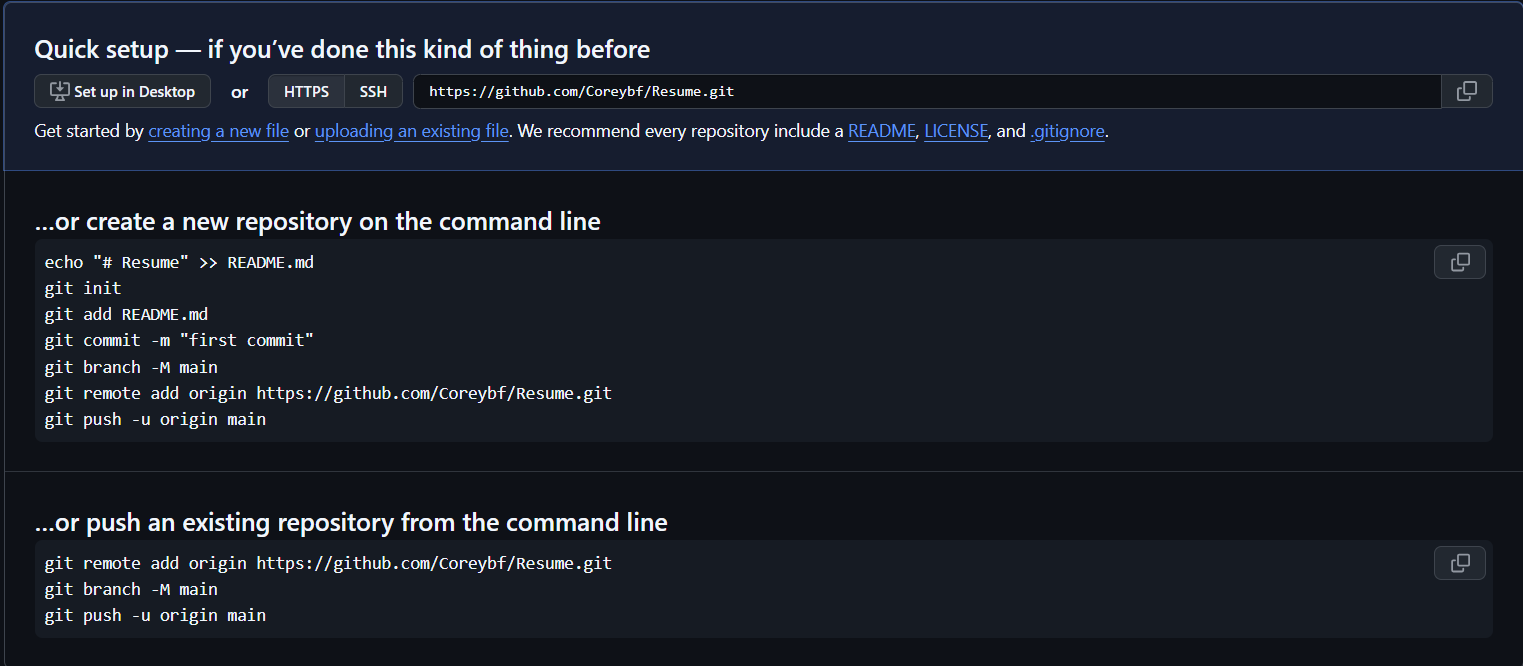 Quick setup — if you’ve done this kind of thing before
Set up in Desktop or HTTPS SSH https://github.com/Coreybf/Resume.git
Get started by creating a new file or uploading an existing file. We recommend every repository include a README, LICENSE, and .gitignore.
…or create a new repository on the command line
echo "# Resume" >> README.md
git init
git add README.md
git commit -m "first commit"
git branch -M main
git remote add origin https://github.com/Coreybf/Resume.git
git push -u origin main
…or push an existing repository from the command line
git remote add origin https://github.com/Coreybf/Resume.git
git branch -M main
git push -u origin main